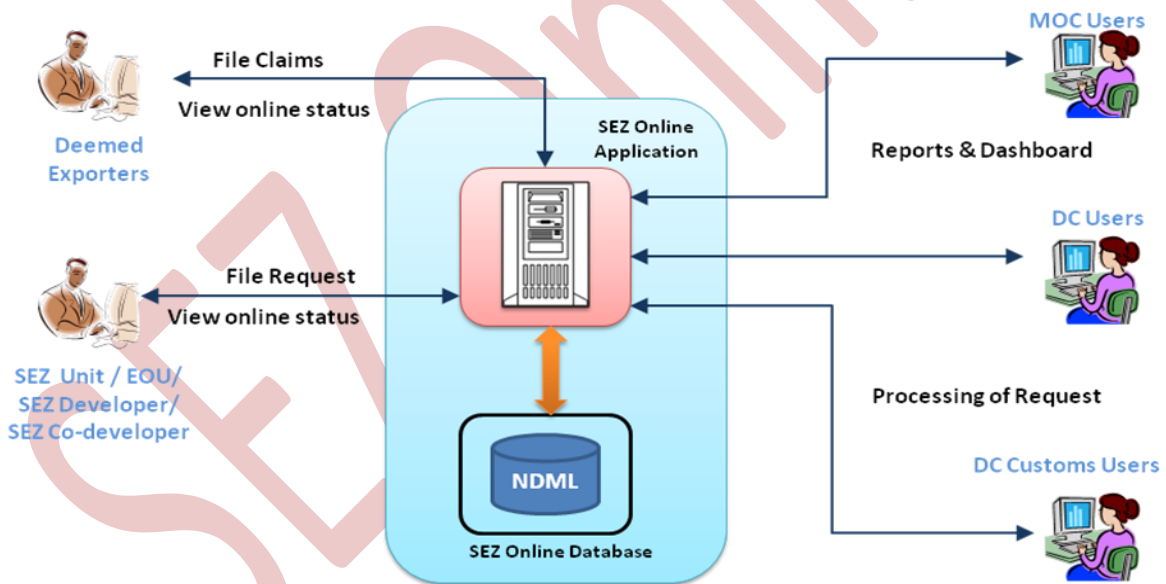 MOC Users
File Claims
View online status
Deemed
Exporters
SEZ Online
Application
Reports & Dashboard
DC Users
File Request
View online status
SEZ Unit / EOU/
SEZ Developer/
SEZ Co-developer
Processing of Request
DC Customs Users
NDML
SEZ Online Database
SEZ Online